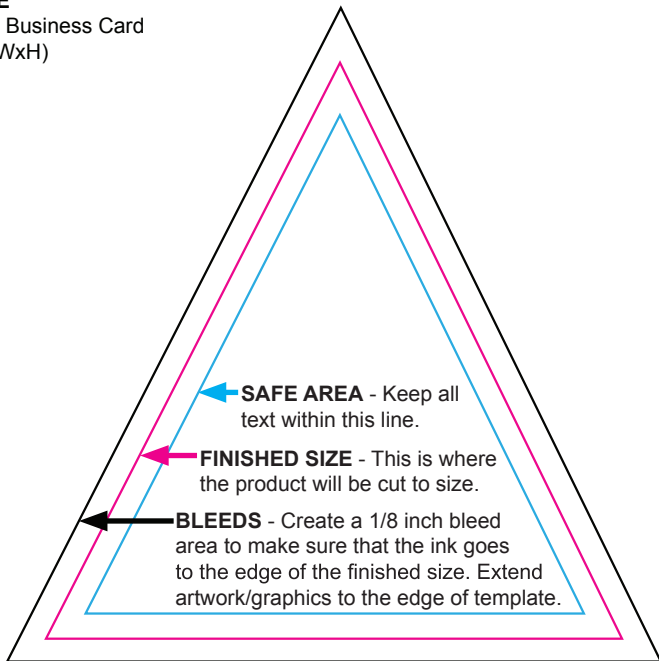 E
Business Card
WxH)
SAFE AREA - Keep all
text within this line.
FINISHED SIZE - This is where
the product will be cut to size.
BLEEDS - Create a 1/8 inch bleed
area to make sure that the ink goes
to the edge of the finished size. Extend
artwork/graphics to the edge of template.